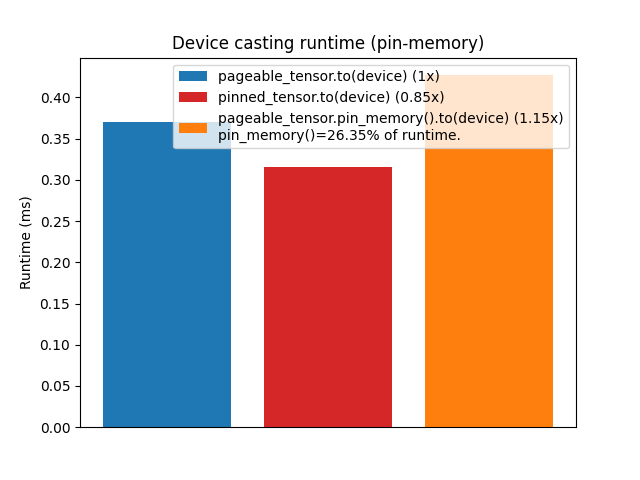 Device casting runtime (pin-memory)
pageable_tensor.to(device) (1x)
pinned_tensor.to(device) (0.85x)
pageable_tensor.pin_memory().to(device) (1.15x)
pin_memory()=26.35% of runtime.
Runtime (ms)
0.40
0.35
0.30
0.25
0.20
0.15
0.10
0.05
0.00